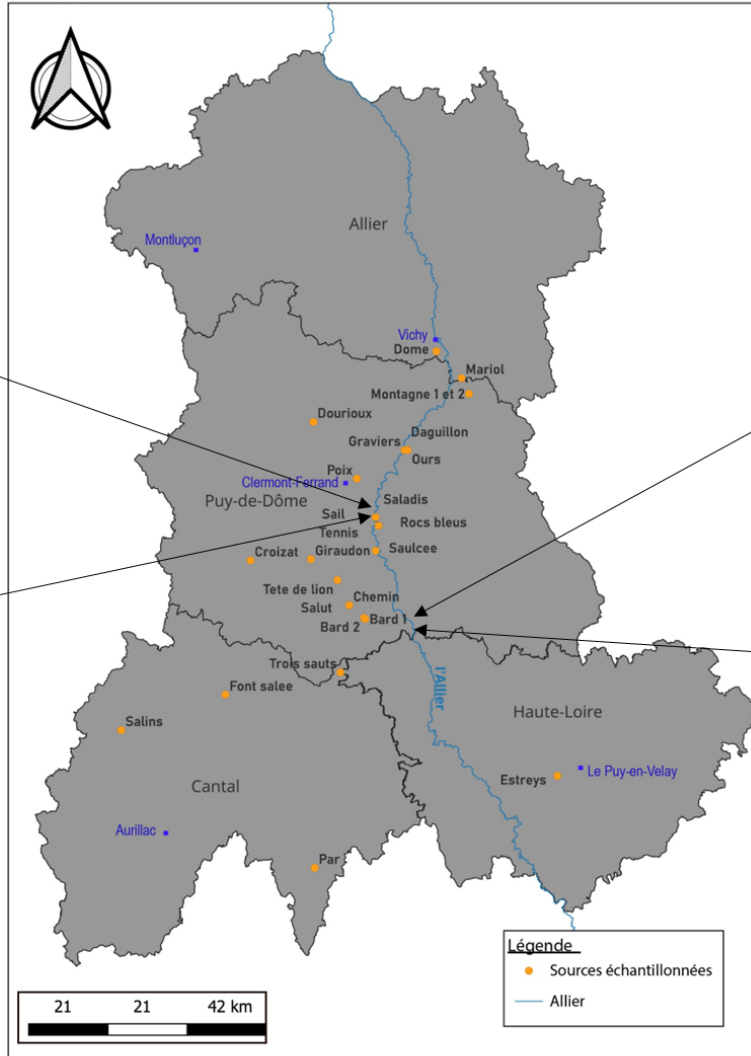 Allier
Montluçon
Vichy
Dome
Mariol
Montagne 1 et 2
Dourioux
Daguillon
Graviers
Ours
Poix
Clermont-Ferrand
Puy-de-Dôme
Saladis
Sail
Rocs bleus
Tennis
Croizat
Giraudon
Saulcee
Tete de lion
Chemin
Salut
Bard 1
Bard 2
Trois sauts
l'Allier
Font salee
Haute-Loire
Salins
Le Puy-en-Velay
Estreys
Cantal
Aurillac
Par
Légende
Sources échantillonnées
Allier
21 21 42 km